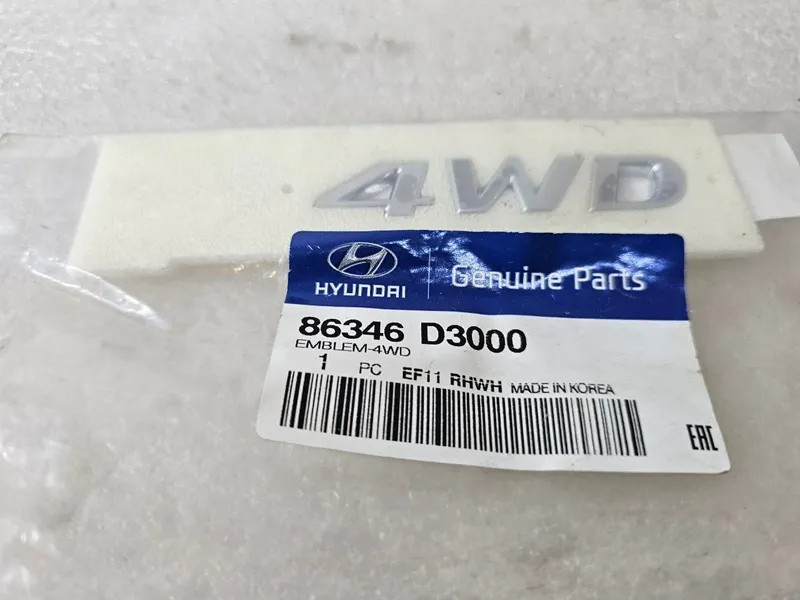 4WD
HYUNDAI
Genuine Parts
86346 D3000
EMBLEM-4WD
1 PC EF11 RHWH MADE IN KOREA
EAC